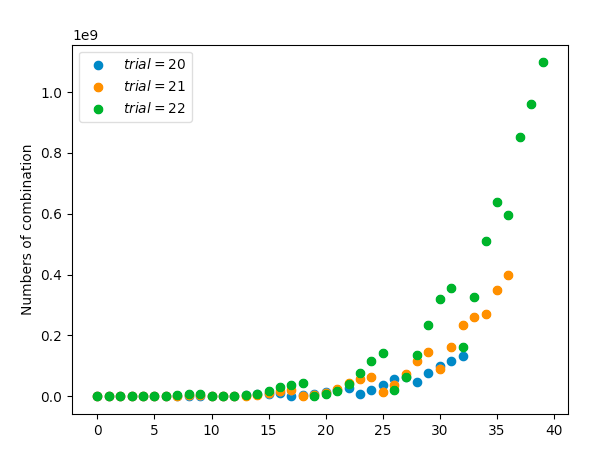 1e9
trial = 20
trial = 21
trial = 22
Numbers of combination
1.0
0.8
0.6
0.4
0.2
0.0
0 5 10 15 20 25 30 35 40